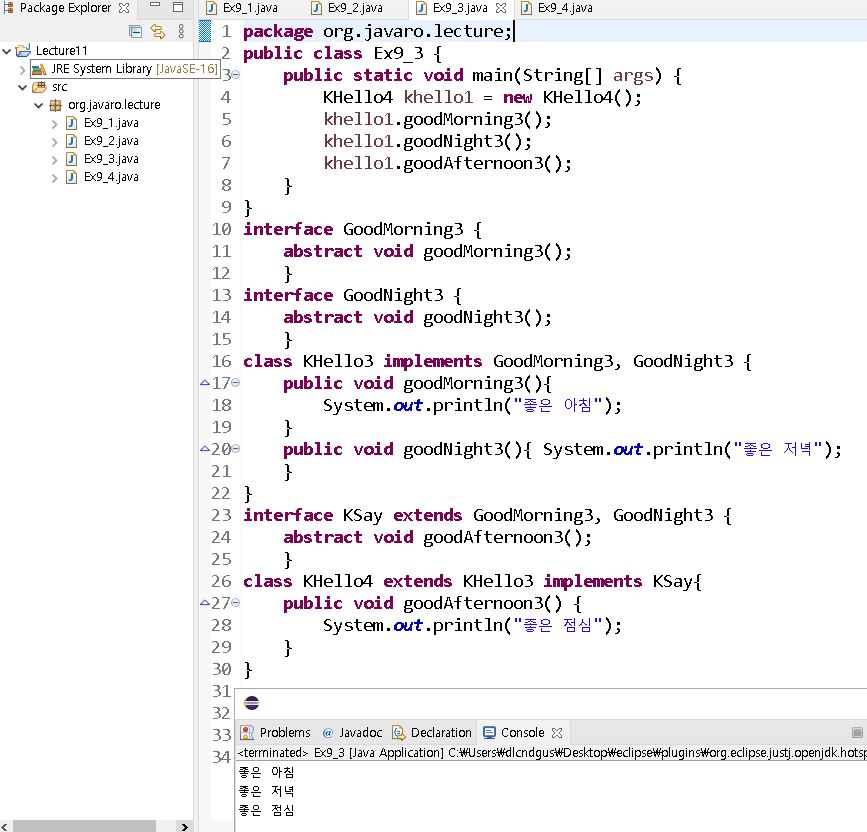 Package Explorer
Lecture11
JRE System Library [JavaSE-16]
src
org.javaro.lecture
Ex9_1.java
Ex9_2.java
Ex9_3.java
Ex9_4.java
Ex9_1.java Ex9_2.java Ex9_3.java Ex9_4.java
1 package org.javaro.lecture;
2 public class Ex9_3 {
3 public static void main(String[] args) {
4 KHello4 khello1 = new KHello4();
5 khello1.goodMorning3();
6 khello1.goodNight3();
7 khello1.goodAfternoon3();
8 }
9 }
10 interface GoodMorning3 {
11 abstract void goodMorning3();
12 }
13 interface GoodNight3 {
14 abstract void goodNight3();
15 }
16 class KHello3 implements GoodMorning3, GoodNight3 {
17 public void goodMorning3(){
18 System.out.println("좋은 아침");
19 }
20 public void goodNight3(){ System.out.println("좋은 저녁");
21 }
22 }
23 interface KSay extends GoodMorning3, GoodNight3 {
24 abstract void goodAfternoon3();
25 }
26 class KHello4 extends KHello3 implements KSay{
27 public void goodAfternoon3() {
28 System.out.println("좋은 점심");
29 }
30 }
31
32
33
34
Problems Javadoc Declaration Console
<terminated> Ex9_3 [Java Application] C:₩Users₩dlcndgus₩Desktop₩eclipse₩plugins₩org.eclipse.justj.openjdk.hotsp
좋은 아침
좋은 저녁
좋은 점심